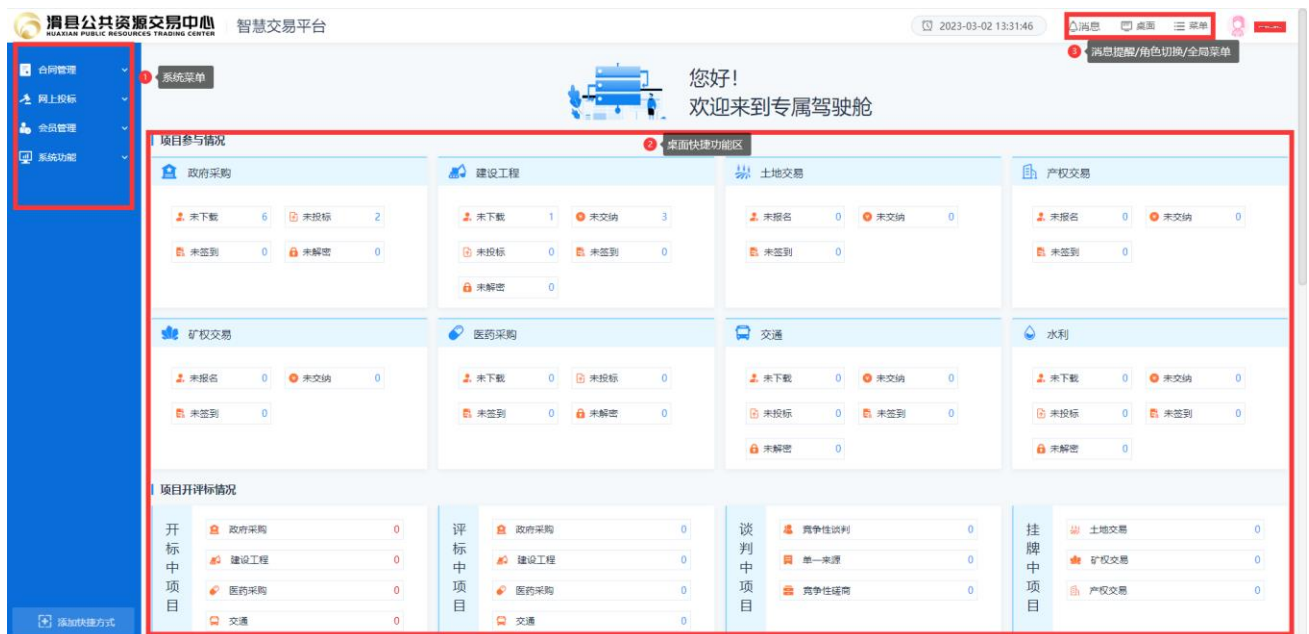 滑县公共资源交易中心
HUAXIAN PUBLIC RESOURCES TRADING CENTER
智慧交易平台
2023-03-02 13:31:46
消息 桌面 菜单
3 消息提醒/角色切换/全局菜单
合同管理
网上投标
会员管理
系统功能
1 系统菜单
您好!
欢迎来到专属驾驶舱
项目参与情况
2 桌面快捷功能区
政府采购
未下载 6 未投标 2
未签到 0 未解密 0
建设工程
未下载 1 未交纳 3
未投标 0 未签到 0
未解密 0
土地交易
未报名 0 未交纳 0
未签到 0
产权交易
未报名 0 未交纳 0
未签到 0
矿权交易
未报名 0 未交纳 0
未签到 0
医药采购
未下载 0 未投标 0
未签到 0 未解密 0
交通
未下载 0 未交纳 0
未投标 0 未签到 0
未解密 0
水利
未下载 0 未交纳 0
未投标 0 未签到 0
未解密 0
项目开评标情况
开标中项目
政府采购 0
建设工程 0
医药采购 0
交通 0
评标中项目
政府采购 0
建设工程 0
医药采购 0
交通 0
谈判中项目
竞争性谈判 0
单一来源 0
竞争性磋商 0
挂牌中项目
土地交易 0
矿权交易 0
产权交易 0
添加快捷方式